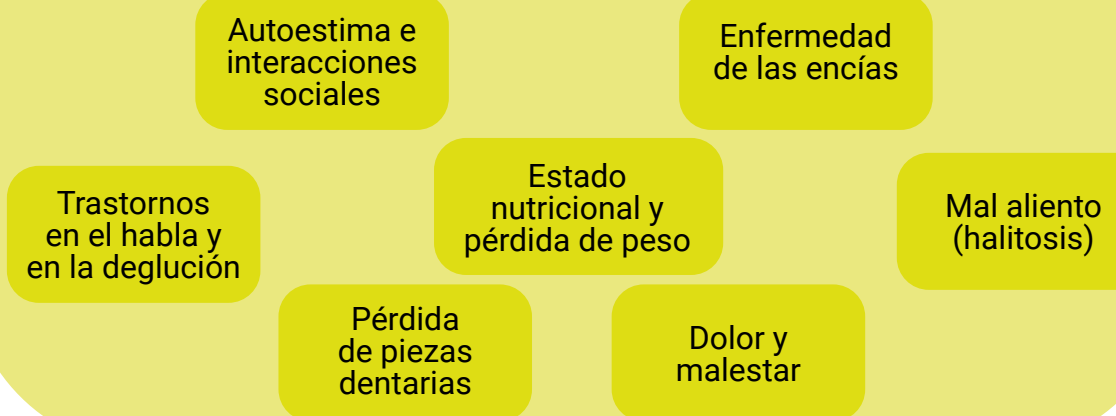 Autoestima e
interacciones
sociales
Enfermedad
de las encías
Trastornos
en el habla y
en la deglución
Estado
nutricional y
pérdida de peso
Mal aliento
(halitosis)
Pérdida
de piezas
dentarias
Dolor y
malestar